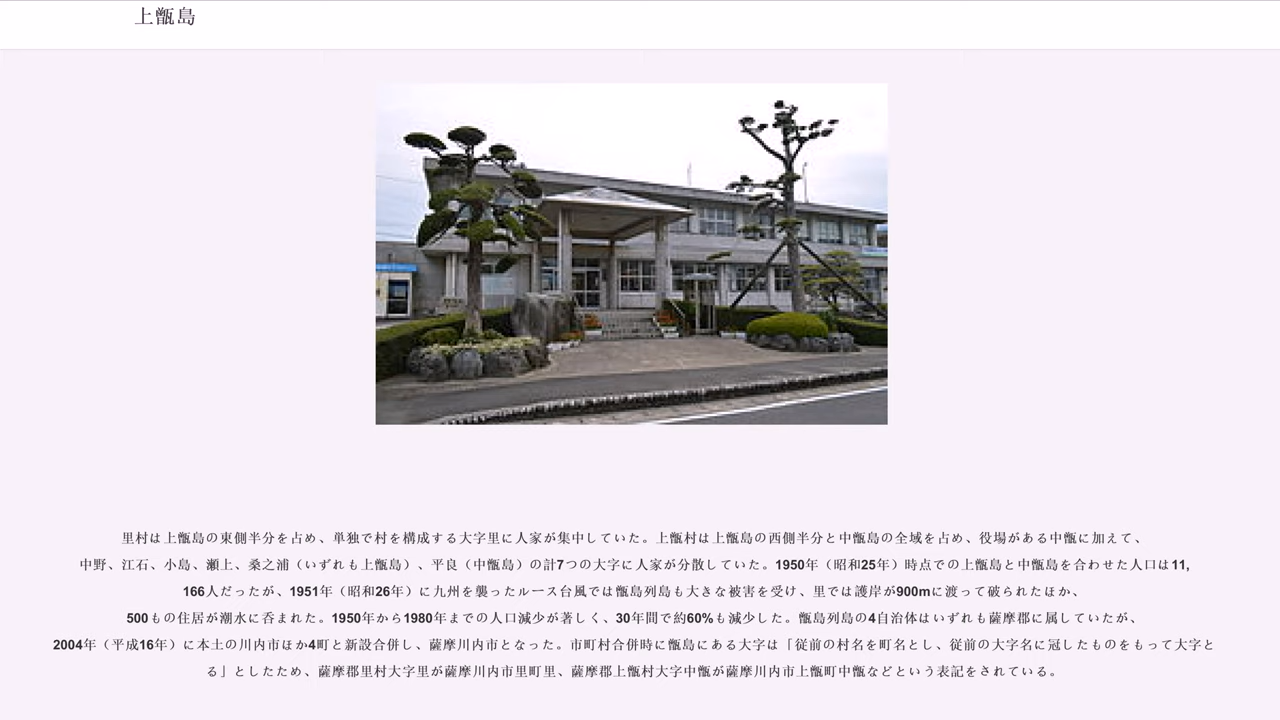 上甑島
里村は上甑島の東側半分を占め、単独で村を構成する大字里に人家が集中していた。上甑村は上甑島の西側半分と中甑島の全域を占め、役場がある中甑に加えて、
中野、江石、小島、瀬上、桑之浦（いずれも上甑島）、平良（中甑島）の計7つの大字に人家が分散していた。1950年（昭和25年）時点での上甑島と中甑島を合わせた人口は11,
166人だったが、1951年（昭和26年）に九州を襲ったルース台風では甑島列島も大きな被害を受け、里では護岸が900mに渡って破られたほか、
500もの住居が潮水に呑まれた。1950年から1980年までの人口減少が著しく、30年間で約60%も減少した。甑島列島の4自治体はいずれも薩摩郡に属していたが、
2004年（平成16年）に本土の川内市ほか4町と新設合併し、薩摩川内市となった。市町村合併時に甑島にある大字は「従前の村名を町名とし、従前の大字名に冠したものをもって大字と
る」としたため、薩摩郡里村大字里が薩摩川内市里町里、薩摩郡上甑村大字中甑が薩摩川内市上甑町中甑などという表記をされている。